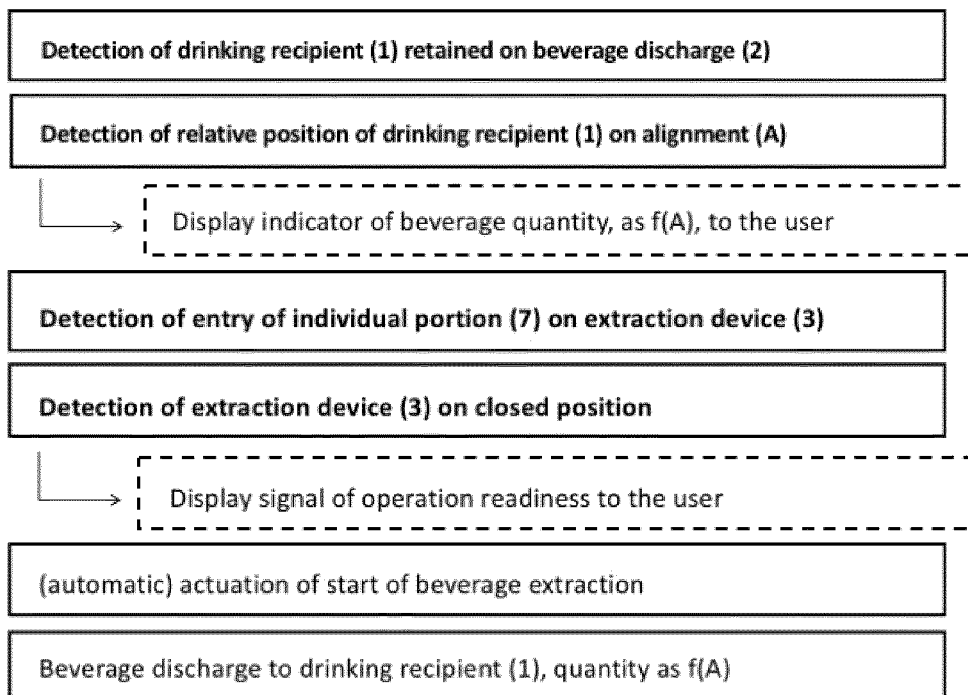 Detection of drinking recipient (1) retained on beverage discharge (2)
Detection of relative position of drinking recipient (1) on alignment (A)
Display indicator of beverage quantity, as f(A), to the user
Detection of entry of individual portion (7) on extraction device (3)
Detection of extraction device (3) on closed position
Display signal of operation readiness to the user
(automatic) actuation of start of beverage extraction
Beverage discharge to drinking recipient (1), quantity as f(A)